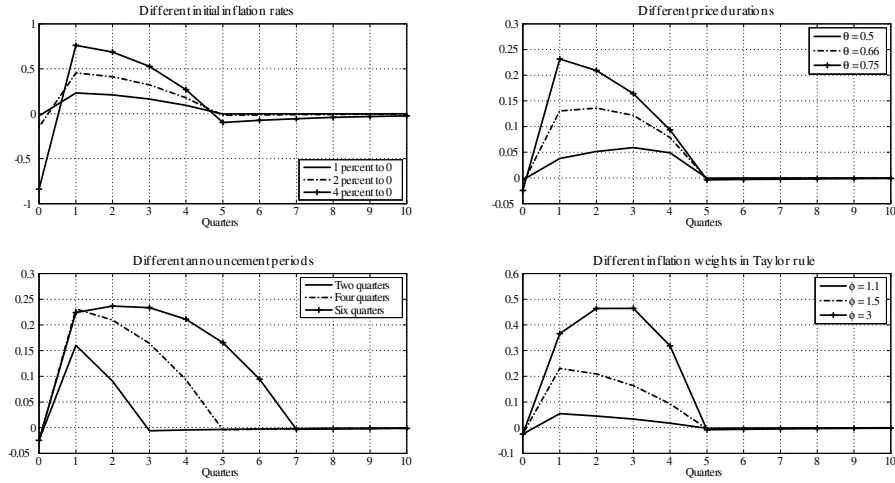 Different initial inflation rates
1
0.5
0
-0.5
-1
0 1 2 3 4 5 6 7 8 9 10
Quarters
1 percent to 0
2 percent to 0
4 percent to 0
Different price durations
0.3
0.25
0.2
0.15
0.1
0.05
0
-0.05
0 1 2 3 4 5 6 7 8 9 10
Quarters
θ = 0.5
θ = 0.66
θ = 0.75
Different announcement periods
0.3
0.25
0.2
0.15
0.1
0.05
0
-0.05
0 1 2 3 4 5 6 7 8 9 10
Quarters
Two quarters
Four quarters
Six quarters
Different inflation weights in Taylor rule
0.6
0.5
0.4
0.3
0.2
0.1
0
-0.1
0 1 2 3 4 5 6 7 8 9 10
Quarters
ϕ = 1.1
ϕ = 1.5
ϕ = 3